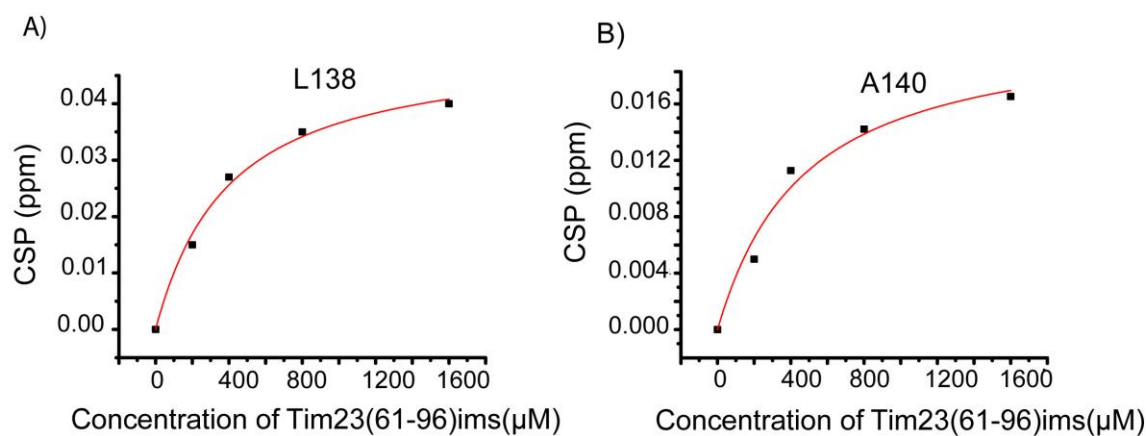 A)
L138
0.04
0.03
0.02
0.01
0.00
CSP (ppm)
0 400 800 1200 1600
Concentration of Tim23(61-96)ims(µM)
B)
A140
0.016
0.012
0.008
0.004
0.000
CSP (ppm)
0 400 800 1200 1600
Concentration of Tim23(61-96)ims(µM)